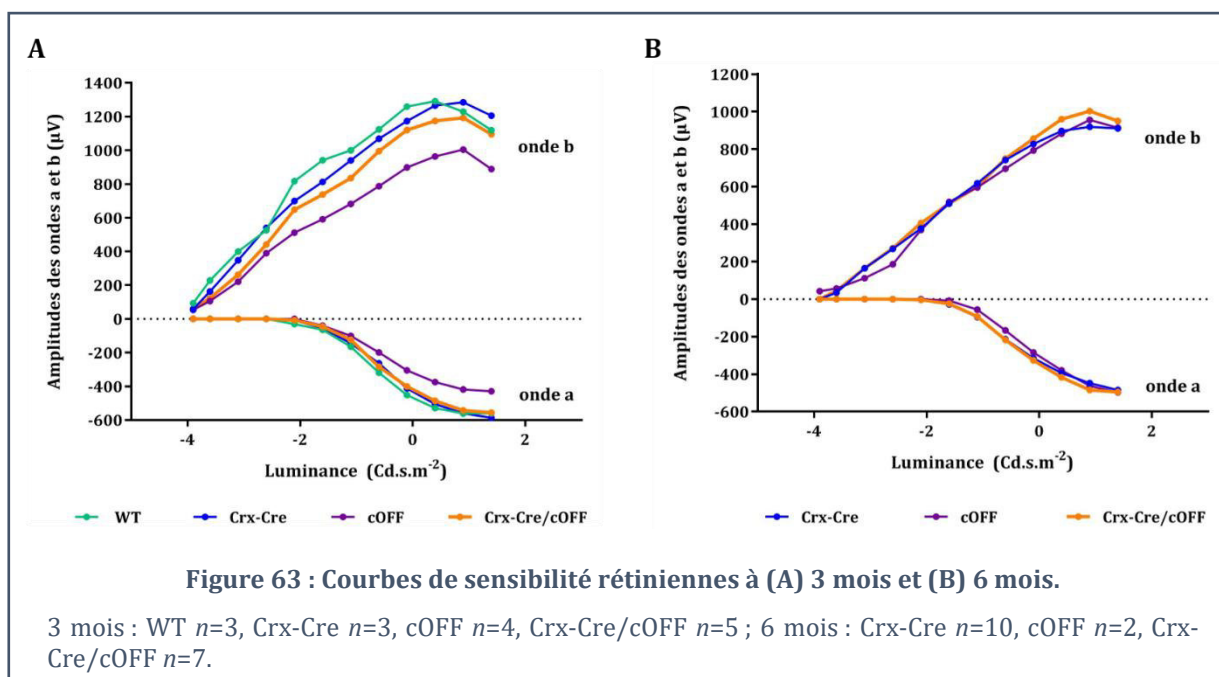 A
B
Amplitudes des ondes a et b (µV)
1400
1200
1000
800
600
400
200
0
-200
-400
-600
onde b
onde a
-4
-2
0
2
Luminance (Cd.s.m-2)
WT Crx-Cre cOFF Crx-Cre/cOFF
Amplitudes des ondes a et b (µV)
1200
1000
800
600
400
200
0
-200
-400
-600
onde b
onde a
-4
-2
0
2
Luminance (Cd.s.m-2)
Crx-Cre cOFF Crx-Cre/cOFF
Figure 63 : Courbes de sensibilité rétiniennes à (A) 3 mois et (B) 6 mois.
3 mois : WT n=3, Crx-Cre n=3, cOFF n=4, Crx-Cre/cOFF n=5 ; 6 mois : Crx-Cre n=10, cOFF n=2, Crx-
Cre/cOFF n=7.